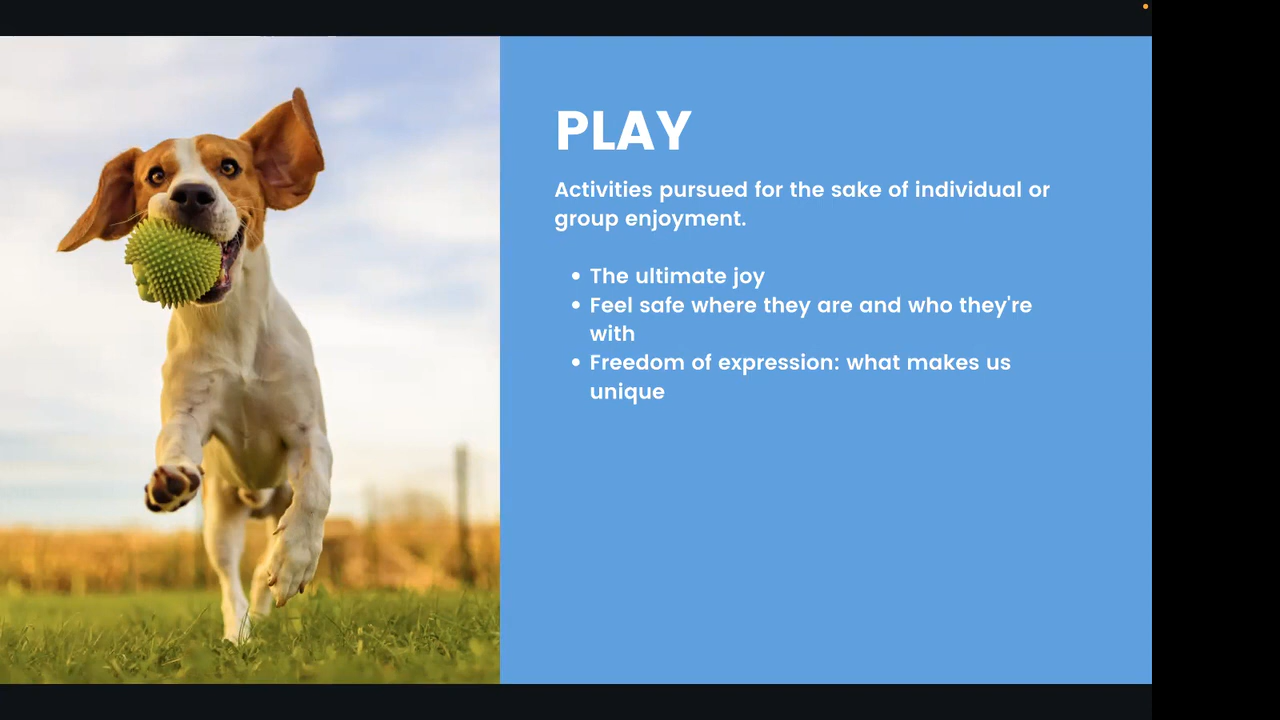 PLAY
Activities pursued for the sake of individual or
group enjoyment.
• The ultimate joy
• Feel safe where they are and who they're
with
• Freedom of expression: what makes us
unique